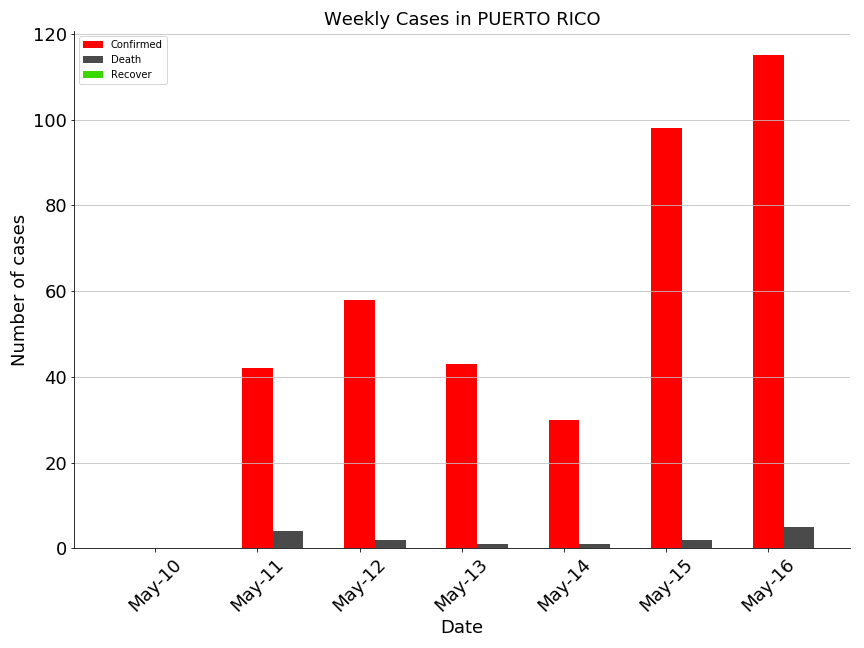 Weekly Cases in PUERTO RICO
Confirmed
Death
Recover
Number of cases
120
100
80
60
40
20
0
May-10
May-11
May-12
May-13
May-14
May-15
May-16
Date